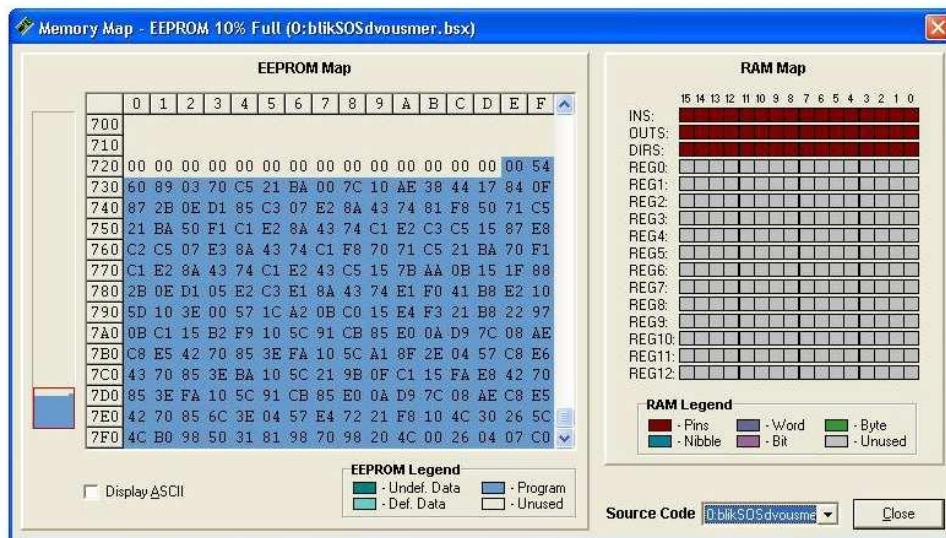 Memory Map - EEPROM 10% Full (0:blikSOSdvousmer.bsx)
EEPROM Map
0 1 2 3 4 5 6 7 8 9 A B C D E F
700
710
720 00 00 00 00 00 00 00 00 00 00 00 00 00 00 00 54
730 60 89 03 70 C5 21 BA 00 7C 10 AE 38 44 17 84 0F
740 87 2B 0E D1 85 C3 07 E2 8A 43 74 81 F8 50 71 C5
750 21 BA 50 F1 C1 E2 8A 43 74 C1 E2 C3 C5 15 87 E8
760 C2 C5 07 E3 8A 43 74 C1 F8 70 71 C5 21 BA 70 F1
770 C1 E2 8A 43 74 C1 E2 43 C5 15 7B AA 0B 15 1F 88
780 2B 0E D1 05 E2 C3 E1 8A 43 74 E1 F0 41 B8 E2 10
790 5D 10 3E 00 57 1C A2 0B C0 15 E4 F3 21 B8 22 97
7A0 0B C1 15 B2 F9 10 5C 91 CB 85 E0 0A D9 7C 08 AE
7B0 C8 E5 42 70 85 3E FA 10 5C A1 8F 2E 04 57 C8 E6
7C0 43 70 85 3E BA 10 5C 21 9B 0F C1 15 FA E8 42 70
7D0 85 3E FA 10 5C 91 CB 85 E0 0A D9 7C 08 AE C8 E5
7E0 42 70 85 6C 3E 04 57 E4 72 21 F8 10 4C 30 26 5C
7F0 4C B0 98 50 31 81 98 70 98 20 4C 00 26 04 07 C0
Display ASCII
EEPROM Legend
- Undef. Data - Program
- Def. Data - Unused
RAM Map
15 14 13 12 11 10 9 8 7 6 5 4 3 2 1 0
INS:
OUTS:
DIRS:
REG0:
REG1:
REG2:
REG3:
REG4:
REG5:
REG6:
REG7:
REG8:
REG9:
REG10:
REG11:
REG12:
RAM Legend
- Pins - Word - Byte
- Nibble - Bit - Unused
Source Code 0:blikSOSdvousme Close